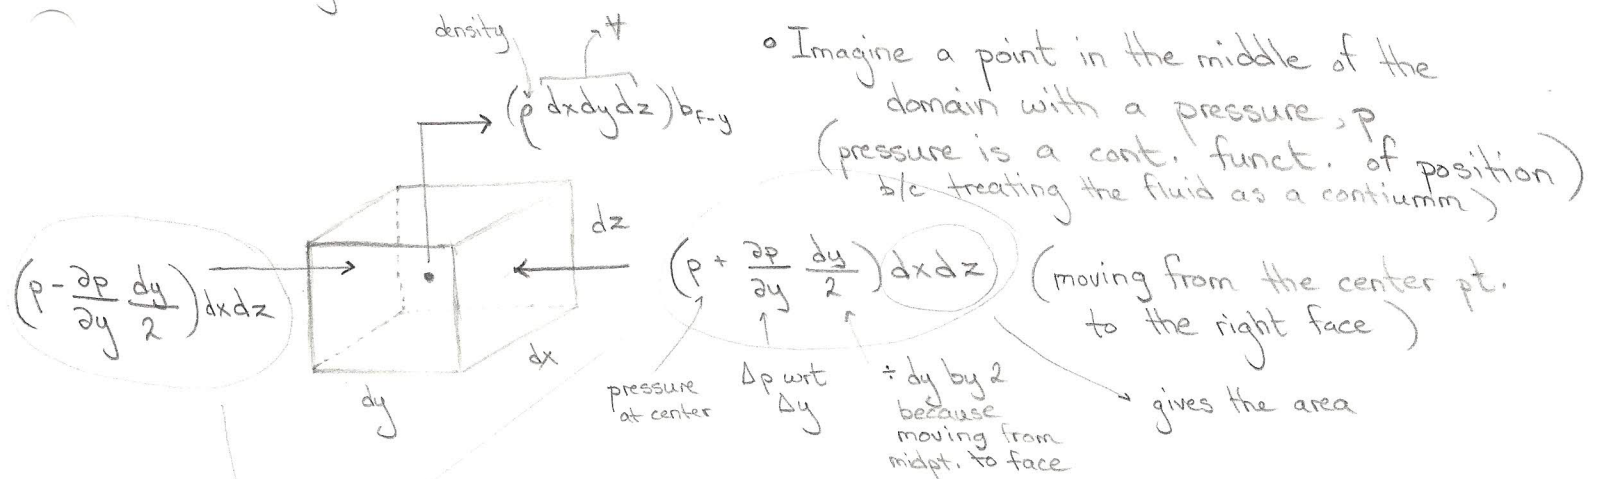 density
∀
(ρ dxdydz) b_F-y
• Imagine a point in the middle of the
domain with a pressure, p
(pressure is a cont. funct. of position)
b/c treating the fluid as a contiumm)
dz
(p - ∂p/∂y dy/2) dxdz
(p + ∂p/∂y dy/2) dxdz
(moving from the center pt.
to the right face)
dx
dy
pressure
at center
Δp wrt
Δy
÷ dy by 2
because
moving from
midpt. to face
gives the area